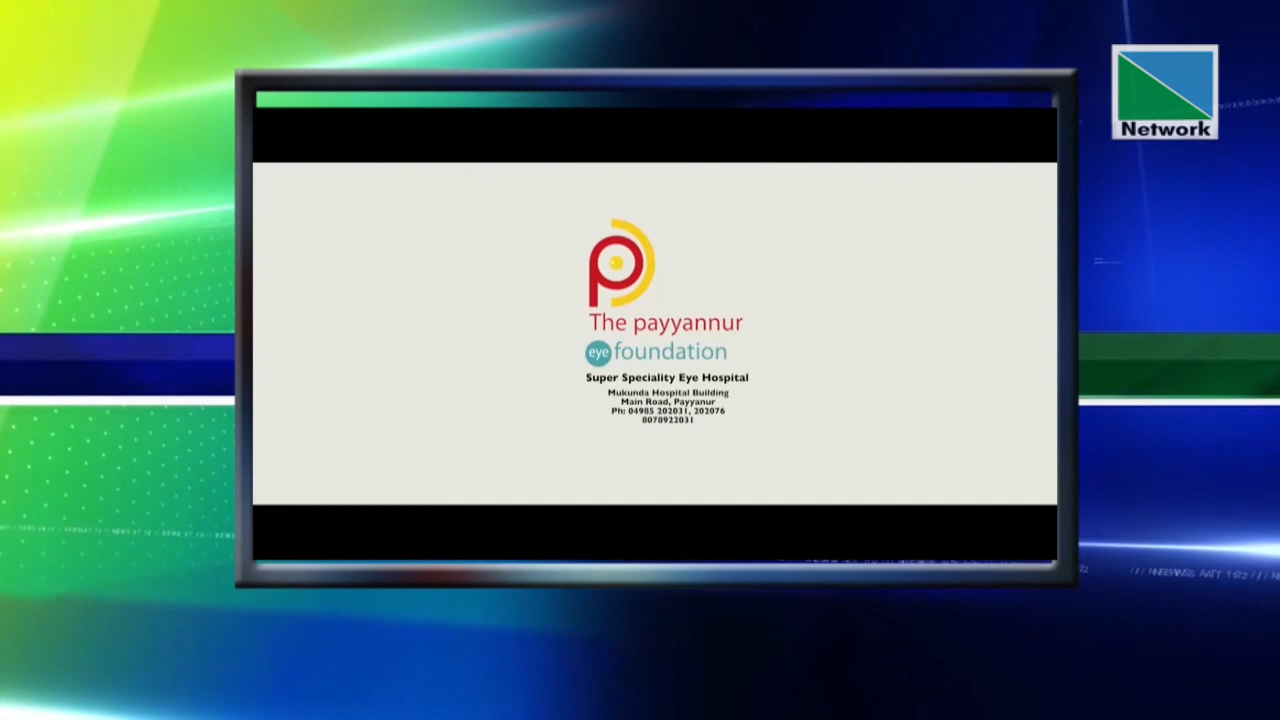 Network
The payyannur
eye foundation
Super Speciality Eye Hospital
Mukunda Hospital Building
Main Road, Payyanur
Ph: 04985 202031, 202076
8078922031